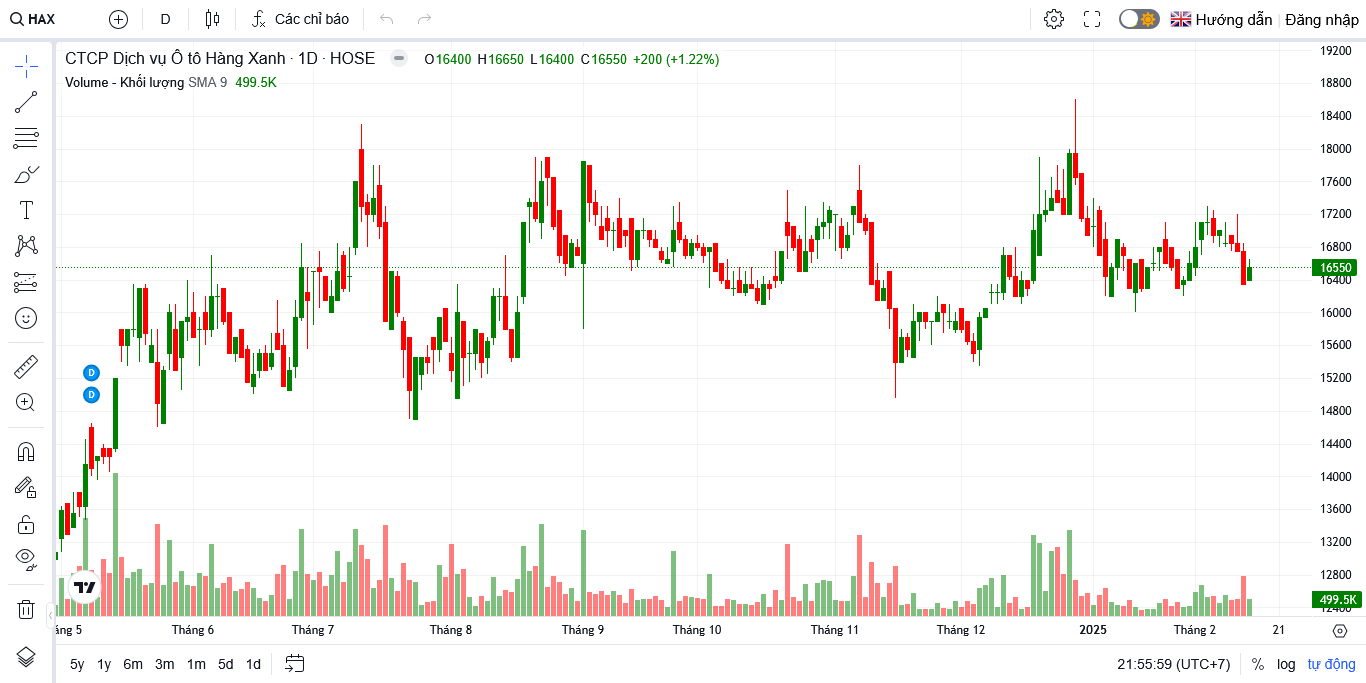 HAX D Các chỉ báo Hướng dẫn Đăng nhập
CTCP Dịch vụ Ô tô Hàng Xanh · 1D · HOSE O16400 H16650 L16400 C16550 +200 (+1.22%)
Volume - Khối lượng SMA 9 499.5K
19200
18800
18400
18000
17600
17200
16800
16550
16400
16000
15600
15200
14800
14400
14000
13600
13200
12800
499.5K
12400
D
D
áng 5 Tháng 6 Tháng 7 Tháng 8 Tháng 9 Tháng 10 Tháng 11 Tháng 12 2025 Tháng 2 21
5y 1y 6m 3m 1m 5d 1d 21:55:59 (UTC+7) % log tự động